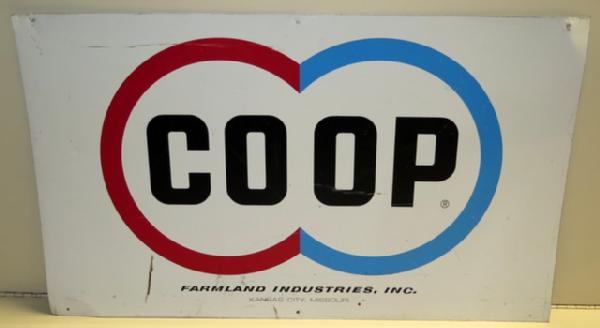 CO OP ®
FARMLAND INDUSTRIES, INC.
KANSAS CITY, MISSOURI